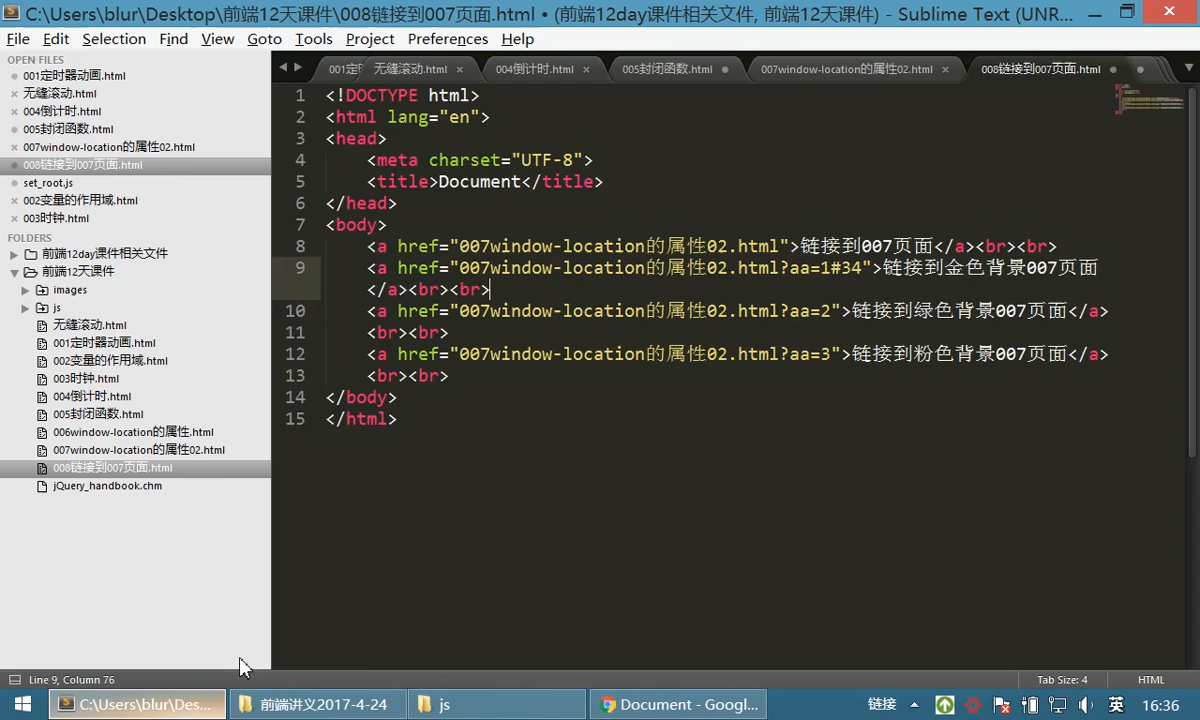 C:\Users\blur\Desktop\前端12天课件\008链接到007页面.html • (前端12day课件相关文件, 前端12天课件) - Sublime Text (UNR...
File Edit Selection Find View Goto Tools Project Preferences Help
OPEN FILES
001定时器动画.html
无缝滚动.html
004倒计时.html
005封闭函数.html
007window-location的属性02.html
008链接到007页面.html
set_root.js
002变量的作用域.html
003时钟.html
FOLDERS
前端12day课件相关文件
前端12天课件
images
js
无缝滚动.html
001定时器动画.html
002变量的作用域.html
003时钟.html
004倒计时.html
005封闭函数.html
006window-location的属性.html
007window-location的属性02.html
008链接到007页面.html
jQuery_handbook.chm
001定 无缝滚动.html 004倒计时.html 005封闭函数.html 007window-location的属性02.html 008链接到007页面.html
1 <!DOCTYPE html>
2 <html lang="en">
3 <head>
4 <meta charset="UTF-8">
5 <title>Document</title>
6 </head>
7 <body>
8 <a href="007window-location的属性02.html">链接到007页面</a><br><br>
9 <a href="007window-location的属性02.html?aa=1#34">链接到金色背景007页面
</a><br><br>
10 <a href="007window-location的属性02.html?aa=2">链接到绿色背景007页面</a>
11 <br><br>
12 <a href="007window-location的属性02.html?aa=3">链接到粉色背景007页面</a>
13 <br><br>
14 </body>
15 </html>
Line 9, Column 76 Tab Size: 4 HTML
C:\Users\blur\Des... 前端讲义2017-4-24 js Document - Googl... 链接 英 16:36